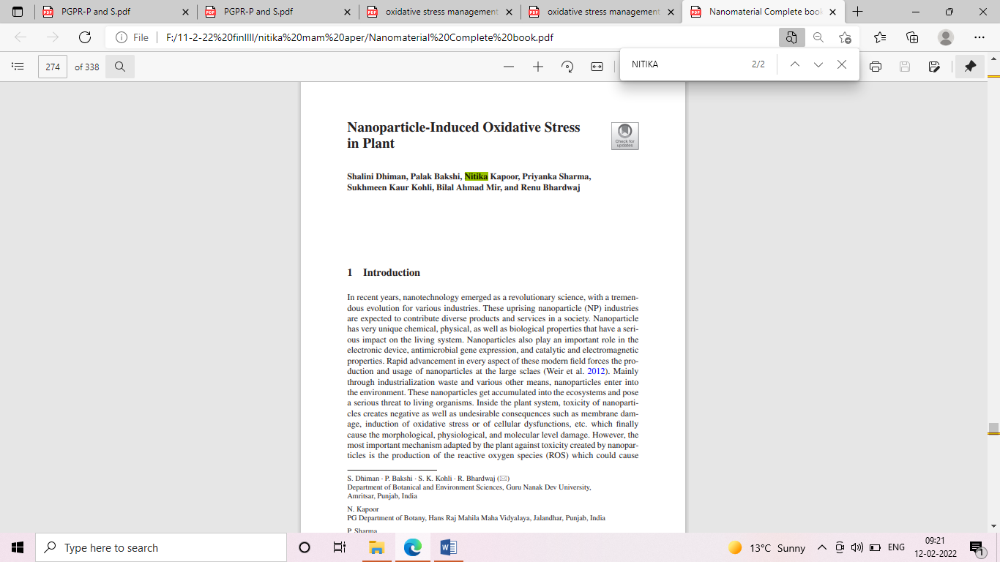 PGPR-P and S.pdf
PGPR-P and S.pdf
oxidative stress management
oxidative stress management
Nanomaterial Complete book
File
F:/11-2-22%20finllll/nitika%20mam%20aper/Nanomaterial%20Complete%20book.pdf
274 of 338
NITIKA 2/2
Nanoparticle-Induced Oxidative Stress
in Plant
Check for
updates
Shalini Dhiman, Palak Bakshi, Nitika Kapoor, Priyanka Sharma,
Sukhmeen Kaur Kohli, Bilal Ahmad Mir, and Renu Bhardwaj
1 Introduction
In recent years, nanotechnology emerged as a revolutionary science, with a tremen-
dous evolution for various industries. These uprising nanoparticle (NP) industries
are expected to contribute diverse products and services in a society. Nanoparticle
has very unique chemical, physical, as well as biological properties that have a seri-
ous impact on the living system. Nanoparticles also play an important role in the
electronic device, antimicrobial gene expression, and catalytic and electromagnetic
properties. Rapid advancement in every aspect of these modern field forces the pro-
duction and usage of nanoparticles at the large sclaes (Weir et al. 2012). Mainly
through industrialization waste and various other means, nanoparticles enter into
the environment. These nanoparticles get accumulated into the ecosystems and pose
a serious threat to living organisms. Inside the plant system, toxicity of nanoparti-
cles creates negative as well as undesirable consequences such as membrane dam-
age, induction of oxidative stress or of cellular dysfunctions, etc. which finally
cause the morphological, physiological, and molecular level damage. However, the
most important mechanism adapted by the plant against toxicity created by nanopar-
ticles is the production of the reactive oxygen species (ROS) which could cause
S. Dhiman · P. Bakshi · S. K. Kohli · R. Bhardwaj (✉)
Department of Botanical and Environment Sciences, Guru Nanak Dev University,
Amritsar, Punjab, India
N. Kapoor
PG Department of Botany, Hans Raj Mahila Maha Vidyalaya, Jalandhar, Punjab, India
P. Sharma
Type here to search
13°C Sunny
ENG
09:21
12-02-2022
1